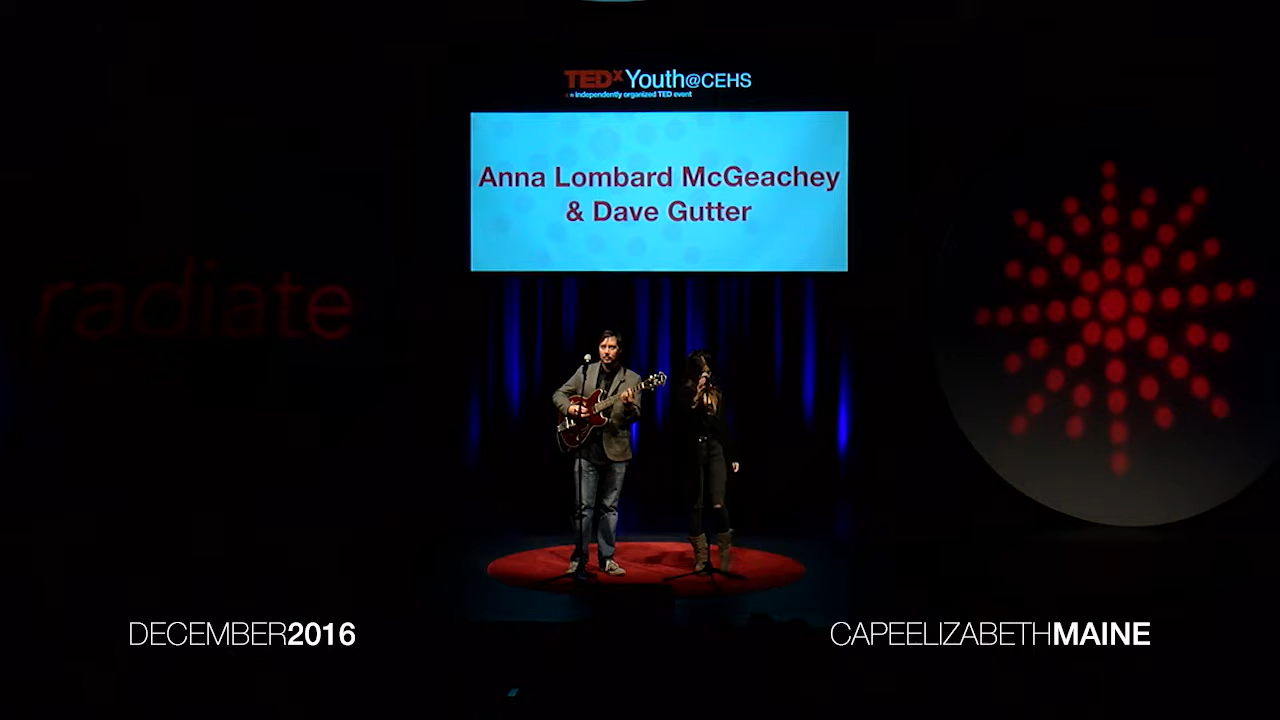 TEDxYouth@CEHS
x = independently organized TED event
Anna Lombard McGeachey
& Dave Gutter
radiate
DECEMBER2016
CAPEELIZABETHMAINE